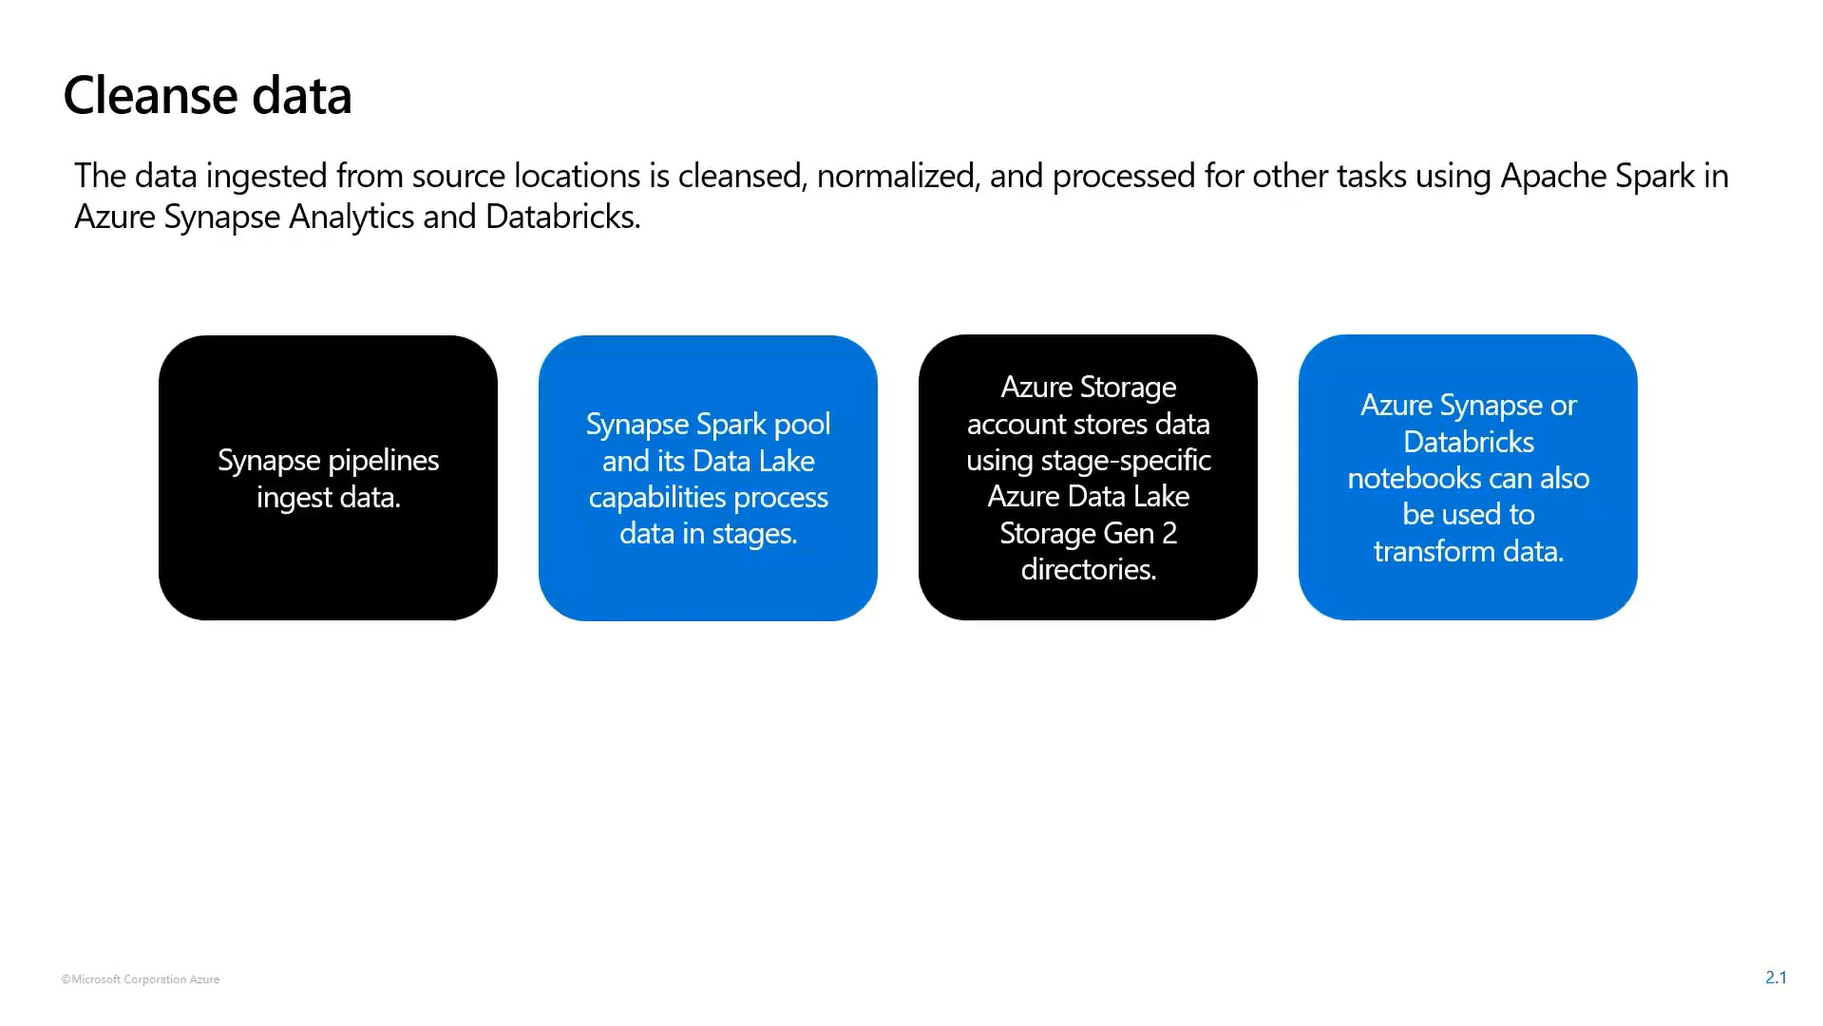 Cleanse data
The data ingested from source locations is cleansed, normalized, and processed for other tasks using Apache Spark in
Azure Synapse Analytics and Databricks.
Synapse pipelines
ingest data.
Synapse Spark pool
and its Data Lake
capabilities process
data in stages.
Azure Storage
account stores data
using stage-specific
Azure Data Lake
Storage Gen 2
directories.
Azure Synapse or
Databricks
notebooks can also
be used to
transform data.
©Microsoft Corporation Azure
2.1